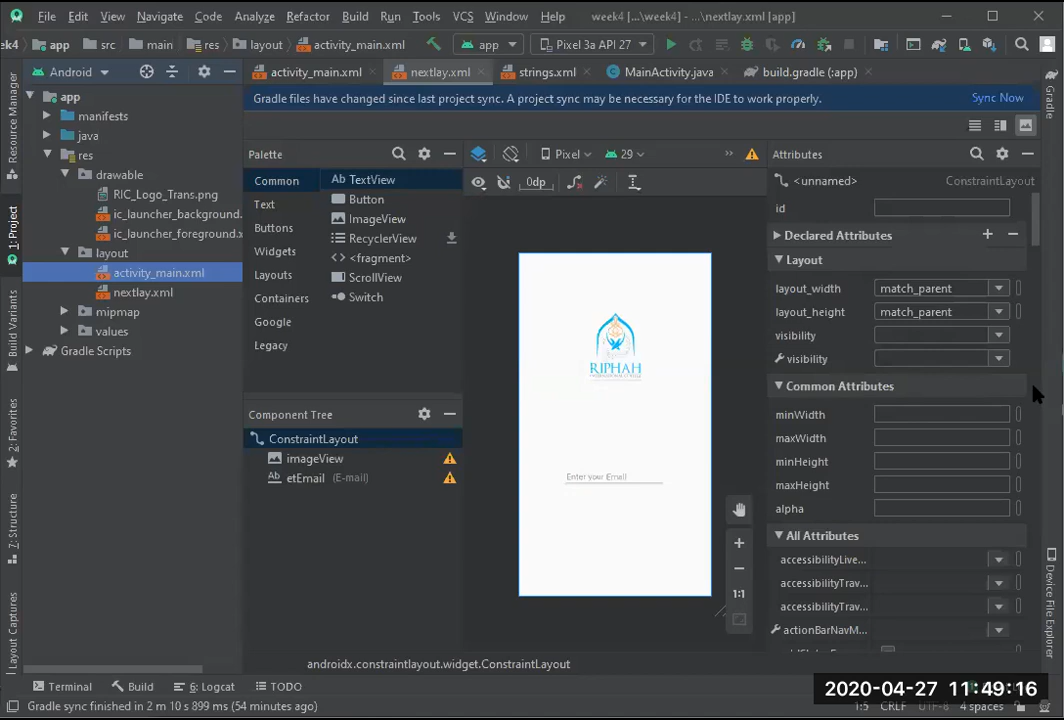 File Edit View Navigate Code Analyze Refactor Build Run Tools VCS Window Help week4 [...\week4] - ...\nextlay.xml [app]
ek4 app src main res layout activity_main.xml app Pixel 3a API 27
Android activity_main.xml nextlay.xml strings.xml MainActivity.java build.gradle (:app)
Gradle files have changed since last project sync. A project sync may be necessary for the IDE to work properly. Sync Now
Resource Manager
1: Project
Build Variants
2: Favorites
7: Structure
Layout Captures
app
manifests
java
res
drawable
RIC_Logo_Trans.png
ic_launcher_background.
ic_launcher_foreground.x
layout
activity_main.xml
nextlay.xml
mipmap
values
Gradle Scripts
Palette
Common
Text
Buttons
Widgets
Layouts
Containers
Google
Legacy
Ab TextView
Button
ImageView
RecyclerView
<> <fragment>
ScrollView
Switch
Component Tree
ConstraintLayout
imageView
Ab etEmail (E-mail)
Pixel 29
0dp
RIPHAH
Enter your Email
1:1
Attributes
<unnamed> ConstraintLayout
id
Declared Attributes
Layout
layout_width match_parent
layout_height match_parent
visibility
visibility
Common Attributes
minWidth
maxWidth
minHeight
maxHeight
alpha
All Attributes
accessibilityLive...
accessibilityTrav...
accessibilityTrav...
actionBarNavM...
Gradle
Device File Explorer
androidx.constraintlayout.widget.ConstraintLayout
Terminal Build 6: Logcat TODO
2020-04-27 11:49:16
Gradle sync finished in 2 m 10 s 899 ms (54 minutes ago) 1:5 CRLF UTF-8 4 spaces